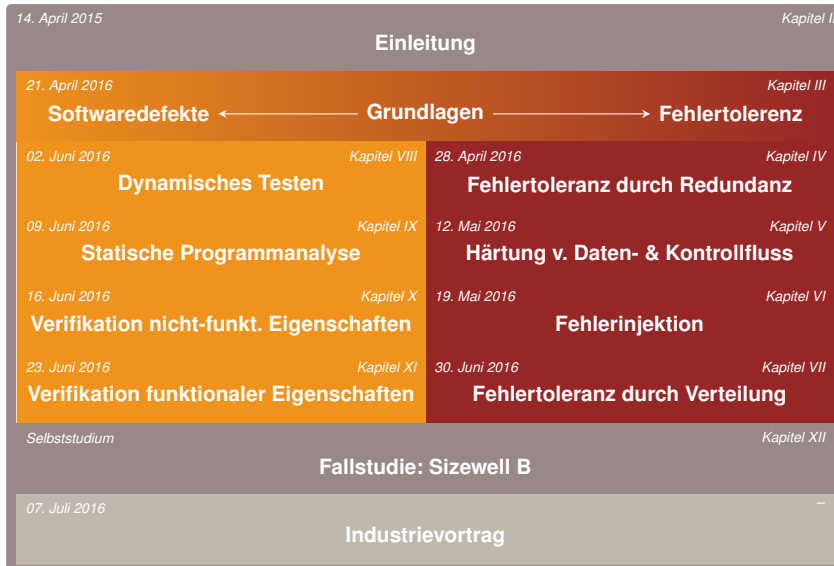 14. April 2015 Kapitel II
Einleitung
21. April 2016 Kapitel III
Softwaredefekte Grundlagen Fehlertolerenz
02. Juni 2016 Kapitel VIII
Dynamisches Testen
28. April 2016 Kapitel IV
Fehlertoleranz durch Redundanz
09. Juni 2016 Kapitel IX
Statische Programmanalyse
12. Mai 2016 Kapitel V
Härtung v. Daten- & Kontrollfluss
16. Juni 2016 Kapitel X
Verifikation nicht-funkt. Eigenschaften
19. Mai 2016 Kapitel VI
Fehlerinjektion
23. Juni 2016 Kapitel XI
Verifikation funktionaler Eigenschaften
30. Juni 2016 Kapitel VII
Fehlertoleranz durch Verteilung
Selbststudium Kapitel XII
Fallstudie: Sizewell B
07. Juli 2016 –
Industrievortrag